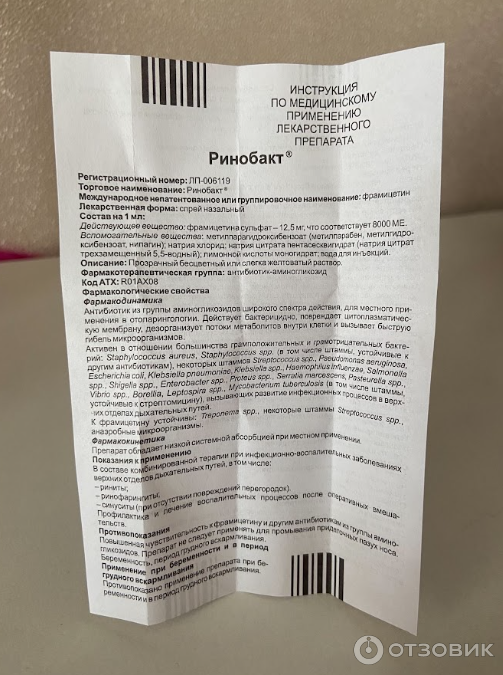 ИНСТРУКЦИЯ
ПО МЕДИЦИНСКОМУ
ПРИМЕНЕНИЮ
ЛЕКАРСТВЕННОГО
ПРЕПАРАТА
Ринобакт®
Регистрационный номер: ЛП-006119
Торговое наименование: Ринобакт®
Международное непатентованное или группировочное наименование: фрамицетин
Лекарственная форма: спрей назальный
Состав на 1 мл:
Действующее вещество: фрамицетина сульфат – 12,5 мг, что соответствует 8000 МЕ.
Вспомогательные вещества: метилпарагидроксибензоат (метилпарабен, метилгидро-
ксибензоат, нипагин); натрия хлорид; натрия цитрата пентасесквигидрат (натрия цитрат
трехзамещенный 5,5-водный); лимонной кислоты моногидрат; вода для инъекций.
Описание: Прозрачный бесцветный или слегка желтоватый раствор.
Фармакотерапевтическая группа: антибиотик-аминогликозид
Код АТХ: R01AX08
Фармакологические свойства
Фармакодинамика
Антибиотик из группы аминогликозидов широкого спектра действия, для местного при-
менения в отоларингологии. Действует бактерицидно, повреждает цитоплазматичес-
кую мембрану, дезорганизует потоки метаболитов внутри клетки и вызывает быструю
гибель микроорганизмов.
Активен в отношении большинства грамположительных и грамотрицательных бакте-
рий: Staphylococcus aureus, Staphylococcus spp. (в том числе штаммы, устойчивые к
другим антибиотикам), некоторых штаммов Streptococcus spp., Pseudomonas aeruginosa,
Escherichia coli, Klebsiella pneumoniae, Klebsiella spp., Haemophilus influenzae, Salmonella
spp., Shigella spp., Enterobacter spp., Proteus spp., Serratia mercescens, Pasteurella spp.,
Vibrio spp., Borrelia, Leptospira spp., Mycobacterium tuberculosis (в том числе штаммы,
устойчивые к стрептомицину), вызывающих развитие инфекционных процессов в верх-
них отделах дыхательных путей.
К фрамицетину устойчивы: Treponema spp., некоторые штаммы Streptococcus spp.,
анаэробные микроорганизмы.
Фармакокинетика
Препарат обладает низкой системной абсорбцией при местном применении.
Показания к применению
В составе комбинированной терапии при инфекционно-воспалительных заболеваниях
верхних отделов дыхательных путей, в том числе:
– риниты;
– ринофарингиты;
– синуситы (при отсутствии повреждений перегородок).
Профилактика и лечение воспалительных процессов после оперативных вмеша-
тельств.
Противопоказания
Повышенная чувствительность к фрамицетину и другим антибиотикам из группы амино-
гликозидов. Препарат не следует применять для промывания придаточных пазух носа.
Беременность, период грудного вскармливания.
Применение при беременности и в период
грудного вскармливания
Противопоказано применение препарата при бе-
ременности и в период грудного вскармливания.
ОТЗОВИК